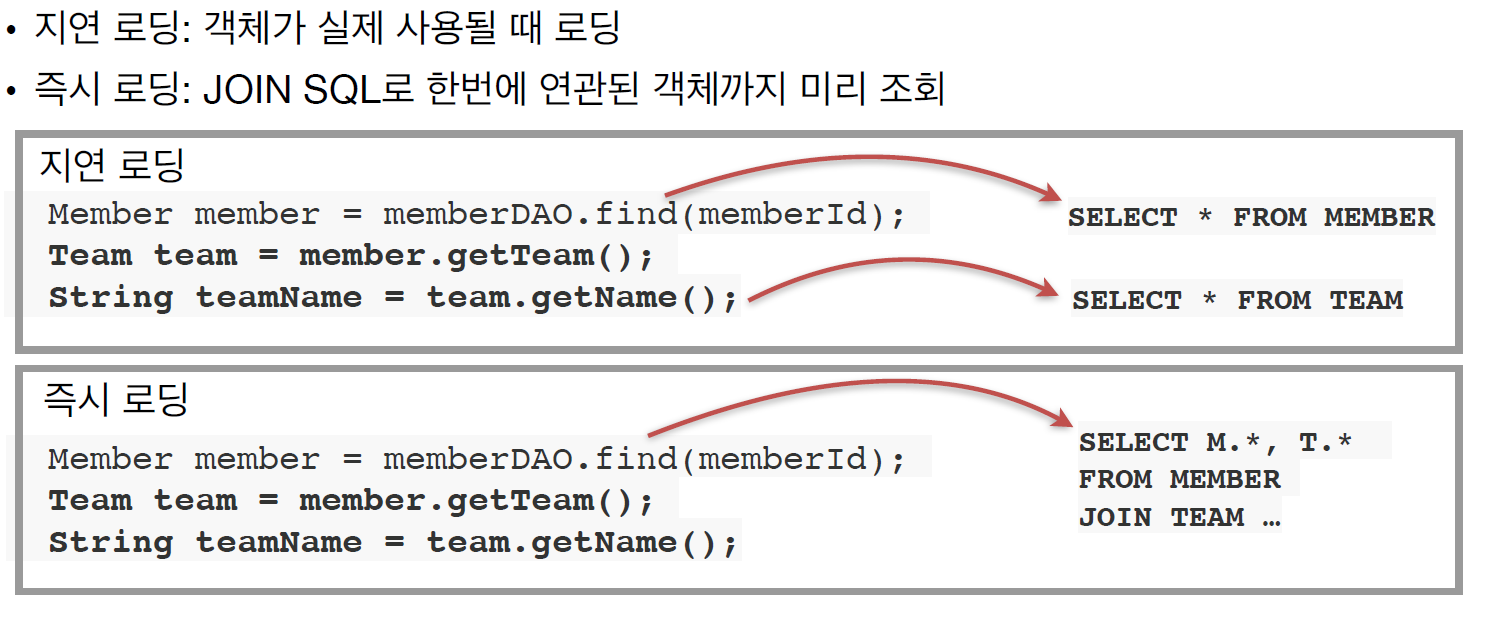 • 지연 로딩: 객체가 실제 사용될 때 로딩
• 즉시 로딩: JOIN SQL로 한번에 연관된 객체까지 미리 조회
지연 로딩
Member member = memberDAO.find(memberId);
SELECT * FROM MEMBER
Team team = member.getTeam();
String teamName = team.getName();
SELECT * FROM TEAM
즉시 로딩
Member member = memberDAO.find(memberId);
Team team = member.getTeam();
String teamName = team.getName();
SELECT M.*, T.*
FROM MEMBER
JOIN TEAM …